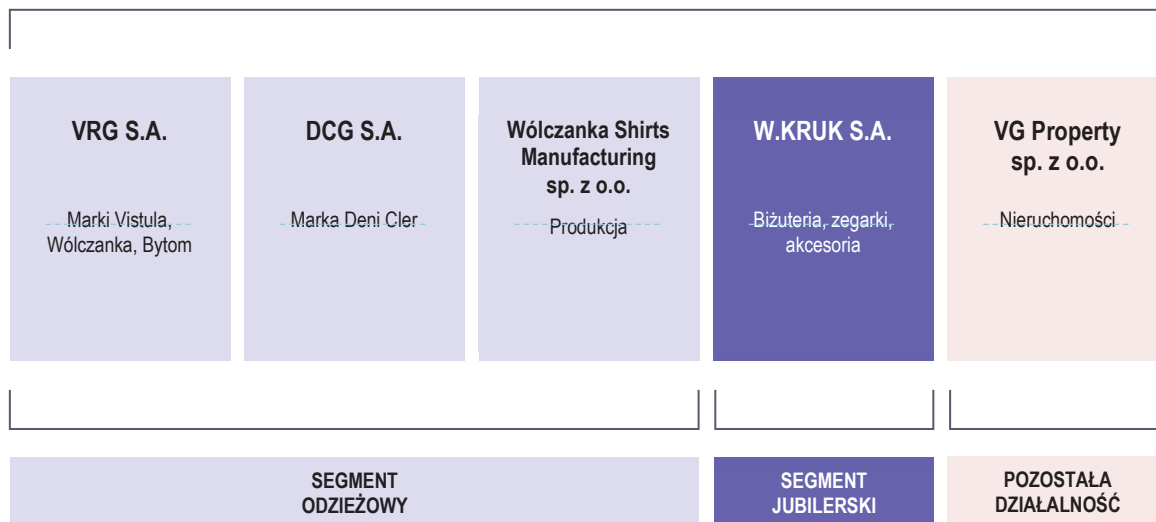 VRG S.A.
Marki Vistula,
Wólczanka, Bytom
DCG S.A.
Marka Deni Cler
Wólczanka Shirts
Manufacturing
sp. z o.o.
Produkcja
W.KRUK S.A.
Biżuteria, zegarki,
akcesoria
VG Property
sp. z o.o.
Nieruchomości
SEGMENT
ODZIEŻOWY
SEGMENT
JUBILERSKI
POZOSTAŁA
DZIAŁALNOŚĆ